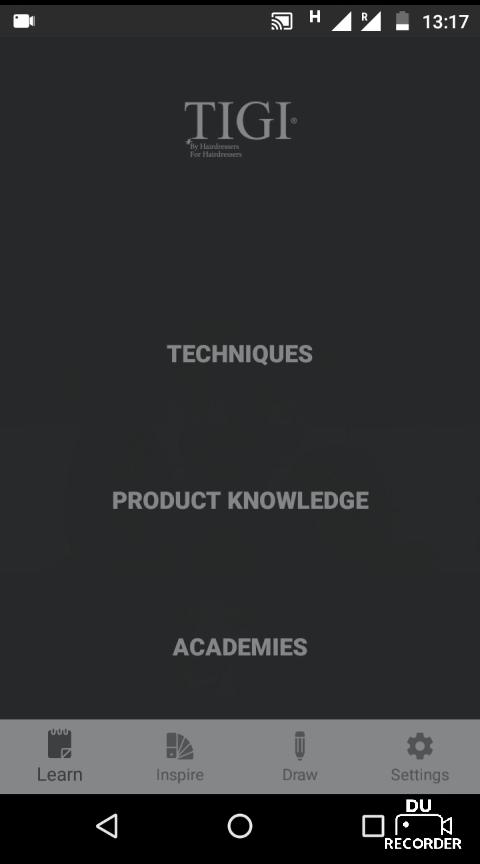 H R 13:17
TIGI®
By Hairdressers
For Hairdressers
TECHNIQUES
PRODUCT KNOWLEDGE
ACADEMIES
Learn Inspire Draw Settings
DU
RECORDER